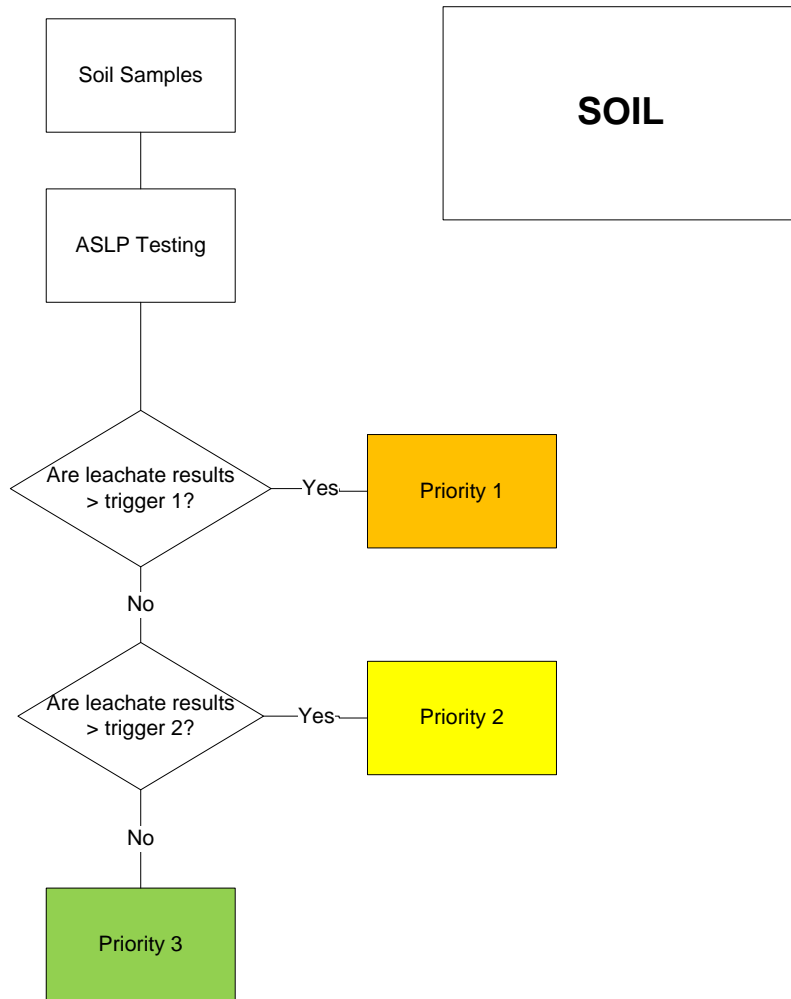 Soil Samples
SOIL
ASLP Testing
Are leachate results
> trigger 1?
Yes
Priority 1
No
Are leachate results
> trigger 2?
Yes
Priority 2
No
Priority 3